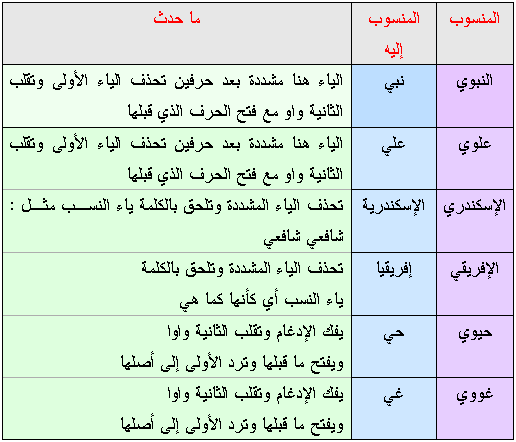 المنسوب المنسوب إليه ما حدث
النبوي نبي الياء هنا مشددة بعد حرفين تحذف الياء الأولى وتقلب
الثانية واو مع فتح الحرف الذي قبلها
علوي علي الياء هنا مشددة بعد حرفين تحذف الياء الأولى وتقلب
الثانية واو مع فتح الحرف الذي قبلها
الإسكندري الإسكندرية تحذف الياء المشددة وتلحق بالكلمة ياء النســـب مثـــل :
شافعي شافعي
الإفريقي إفريقيا تحذف الياء المشددة وتلحق بالكلمة
ياء النسب أي كأنها كما هي
حيوي حي يفك الإدغام وتقلب الثانية واوا
ويفتح ما قبلها وترد الأولى إلى أصلها
غووي غي يفك الإدغام وتقلب الثانية واوا
ويفتح ما قبلها وترد الأولى إلى أصلها